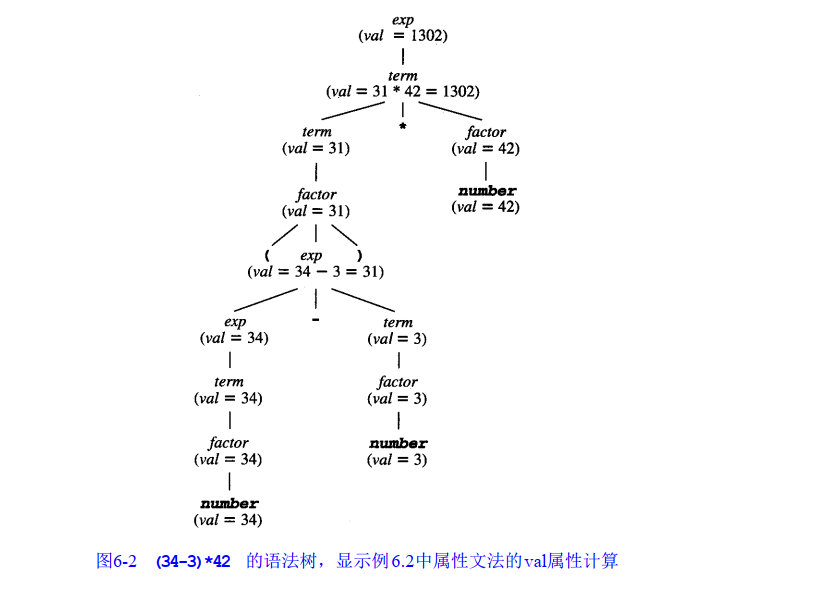 exp
(val = 1302)
term
(val = 31 * 42 = 1302)
term * factor
(val = 31) (val = 42)
factor number
(val = 31) (val = 42)
( exp )
(val = 34 − 3 = 31)
exp - term
(val = 34) (val = 3)
term factor
(val = 34) (val = 3)
factor number
(val = 34) (val = 3)
number
(val = 34)
图6-2 (34-3)*42 的语法树，显示例6.2中属性文法的val属性计算